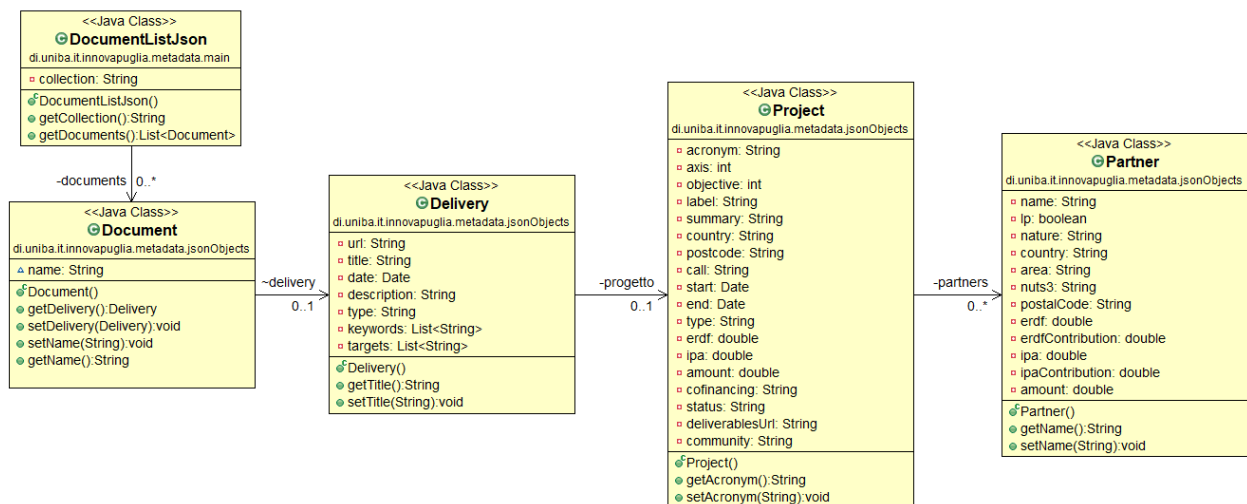 <<Java Class>>
DocumentListJson
di.uniba.it.innovapuglia.metadata.main
collection: String
DocumentListJson()
getCollection():String
getDocuments():List<Document>
-documents 0..*
<<Java Class>>
Document
di.uniba.it.innovapuglia.metadata.jsonObjects
name: String
Document()
getDelivery():Delivery
setDelivery(Delivery):void
setName(String):void
getName():String
~delivery
0..1
<<Java Class>>
Delivery
di.uniba.it.innovapuglia.metadata.jsonObjects
url: String
title: String
date: Date
description: String
type: String
keywords: List<String>
targets: List<String>
Delivery()
getTitle():String
setTitle(String):void
-progetto
0..1
<<Java Class>>
Project
di.uniba.it.innovapuglia.metadata.jsonObjects
acronym: String
axis: int
objective: int
label: String
summary: String
country: String
postcode: String
call: String
start: Date
end: Date
type: String
erdf: double
ipa: double
amount: double
cofinancing: String
status: String
deliverablesUrl: String
community: String
Project()
getAcronym():String
setAcronym(String):void
-partners
0..*
<<Java Class>>
Partner
di.uniba.it.innovapuglia.metadata.jsonObjects
name: String
lp: boolean
nature: String
country: String
area: String
nuts3: String
postalCode: String
erdf: double
erdfContribution: double
ipa: double
ipaContribution: double
amount: double
Partner()
getName():String
setName(String):void